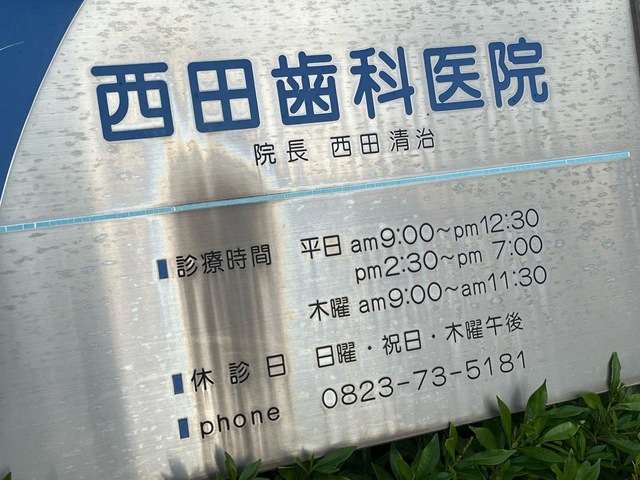 西田歯科医院
院長 西田清治
診療時間 平日 am9:00～pm12:30
pm2:30～pm 7:00
木曜 am9:00～am11:30
休診日 日曜・祝日・木曜午後
phone 0823-73-5181